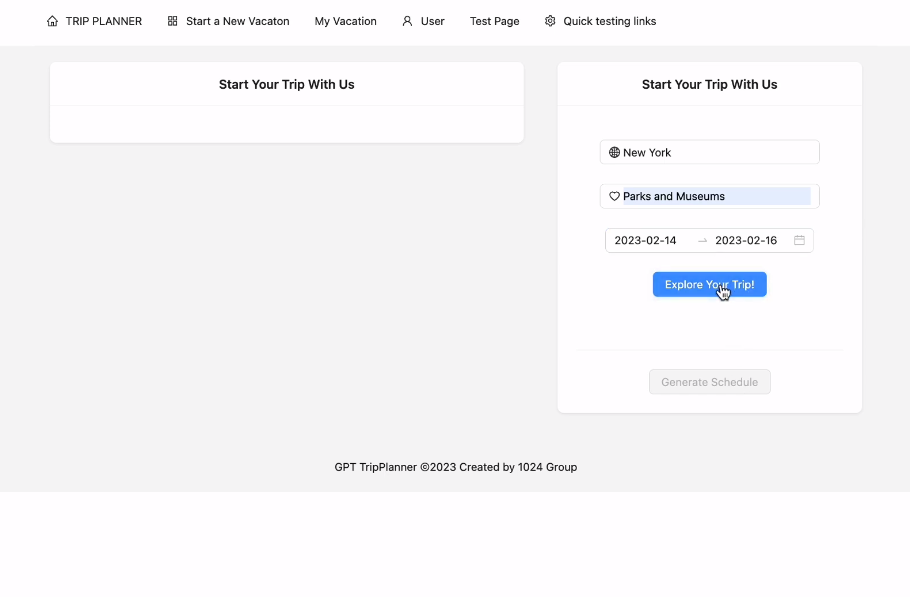 TRIP PLANNER Start a New Vacaton My Vacation User Test Page Quick testing links
Start Your Trip With Us
Start Your Trip With Us
New York
Parks and Museums
2023-02-14 → 2023-02-16
Explore Your Trip!
Generate Schedule
GPT TripPlanner ©2023 Created by 1024 Group